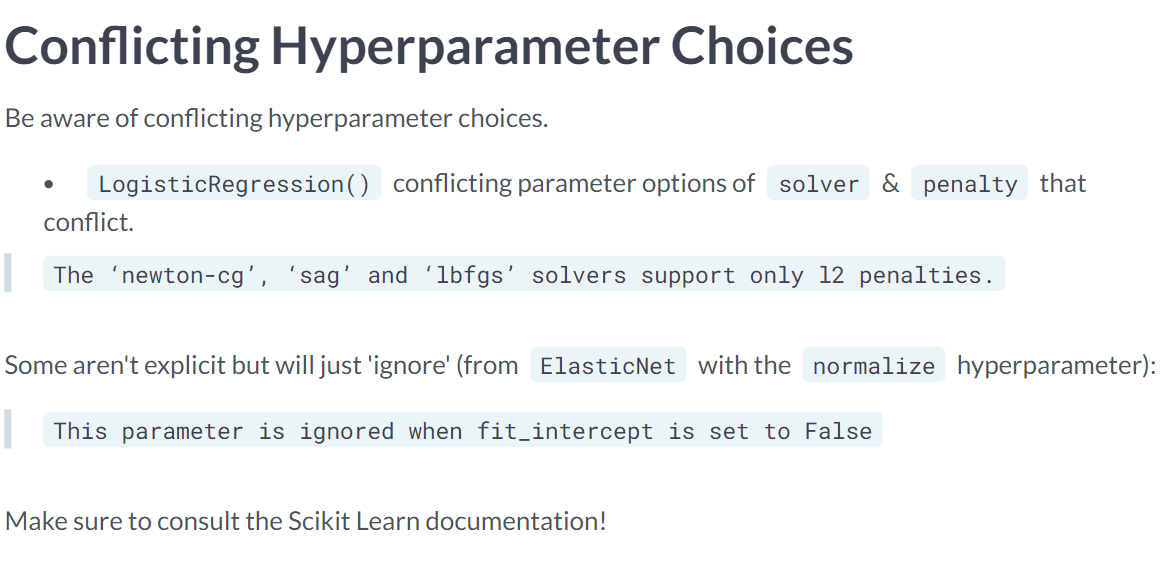 Conflicting Hyperparameter Choices
Be aware of conflicting hyperparameter choices.
• LogisticRegression() conflicting parameter options of solver & penalty that
conflict.
The ‘newton-cg’, ‘sag’ and ‘lbfgs’ solvers support only l2 penalties.
Some aren't explicit but will just 'ignore' (from ElasticNet with the normalize hyperparameter):
This parameter is ignored when fit_intercept is set to False
Make sure to consult the Scikit Learn documentation!